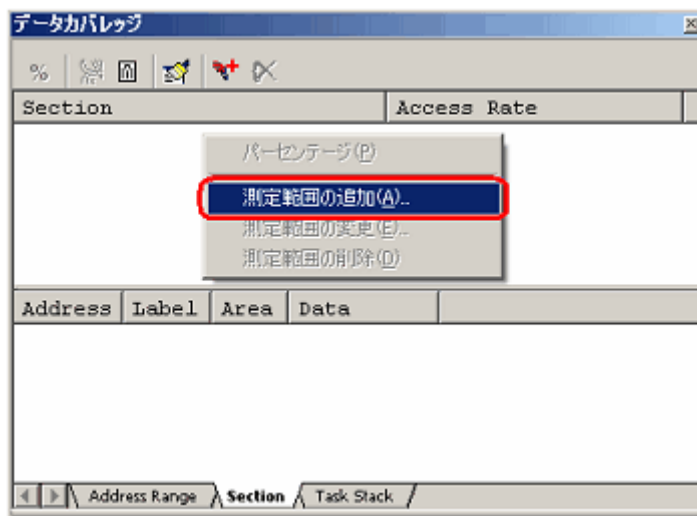 データカバレッジ
%
Section Access Rate
パーセンテージ(P)
測定範囲の追加(A)...
測定範囲の変更(E)...
測定範囲の削除(D)
Address Label Area Data
Address Range Section Task Stack